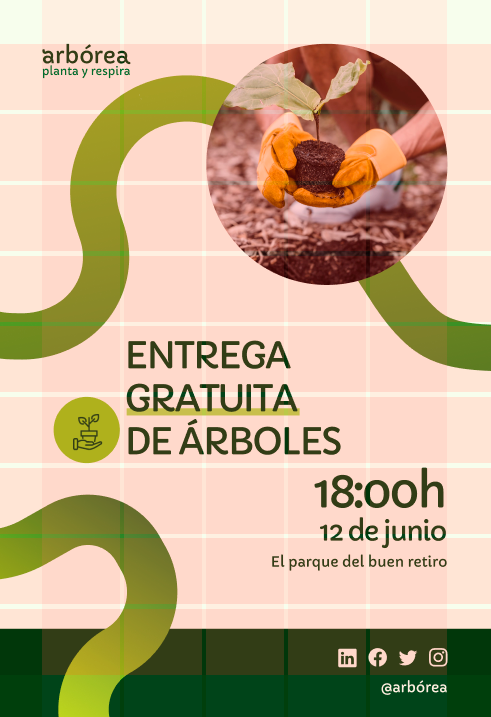 arbórea
planta y respira
ENTREGA
GRATUITA
DE ÁRBOLES
18:00h
12 de junio
El parque del buen retiro
@arbórea